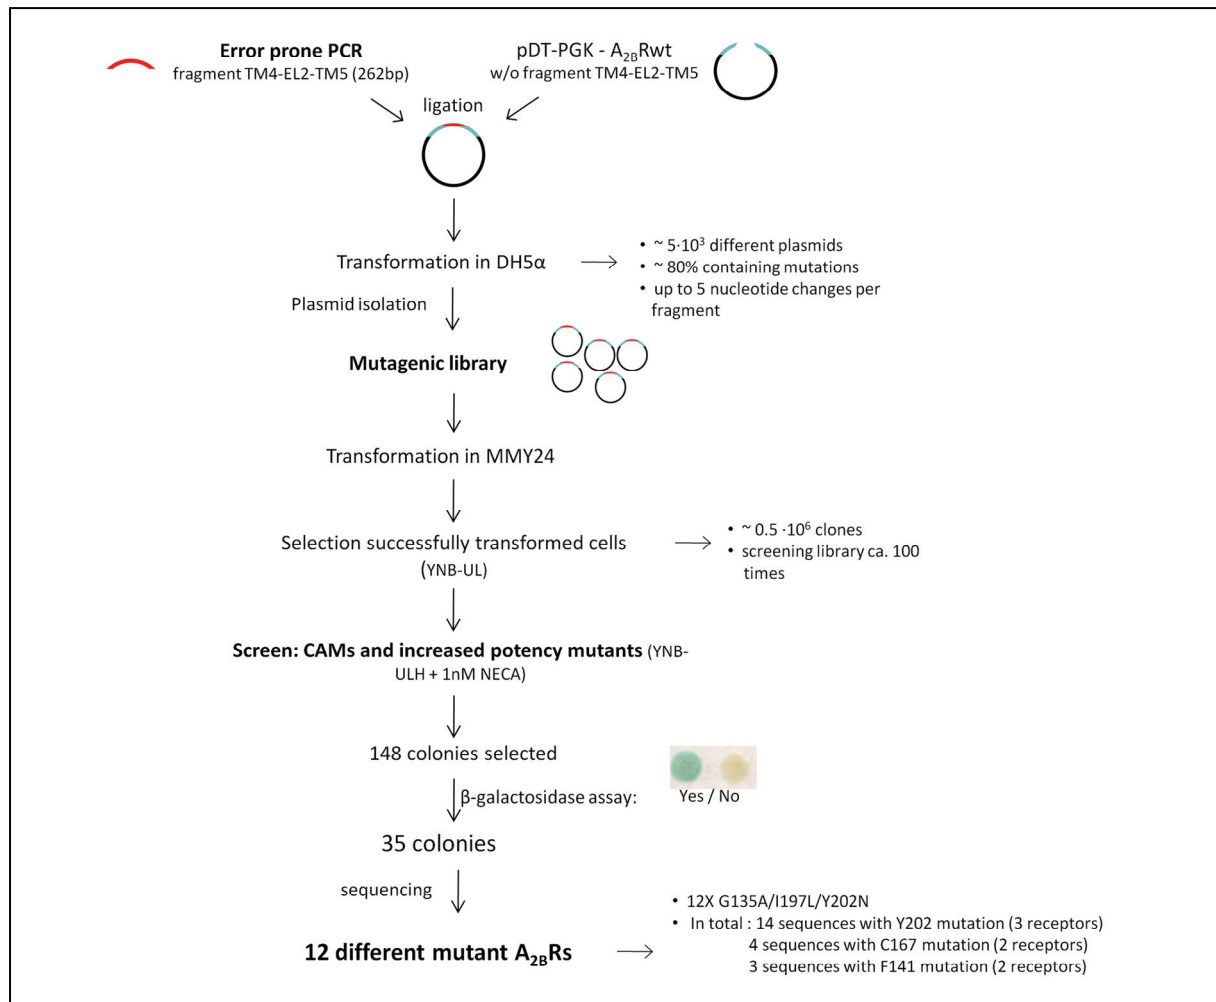 Error prone PCR
fragment TM4-EL2-TM5 (262bp)
pDT-PGK - A₂BRwt
w/o fragment TM4-EL2-TM5
ligation
Transformation in DH5α
• ~ 5·10³ different plasmids
• ~ 80% containing mutations
• up to 5 nucleotide changes per
fragment
Plasmid isolation
Mutagenic library
Transformation in MMY24
Selection successfully transformed cells
(YNB-UL)
• ~ 0.5 ·10⁶ clones
• screening library ca. 100
times
Screen: CAMs and increased potency mutants (YNB-
ULH + 1nM NECA)
148 colonies selected
β-galactosidase assay:
Yes / No
35 colonies
sequencing
12 different mutant A₂BRs
• 12X G135A/I197L/Y202N
• In total : 14 sequences with Y202 mutation (3 receptors)
4 sequences with C167 mutation (2 receptors)
3 sequences with F141 mutation (2 receptors)